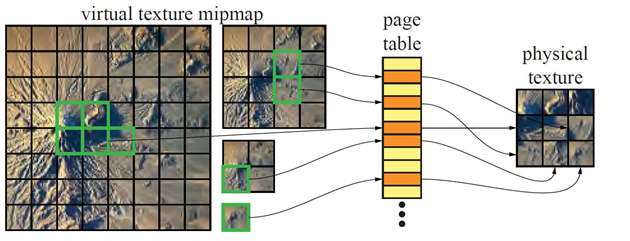 virtual texture mipmap
page
table
physical
texture